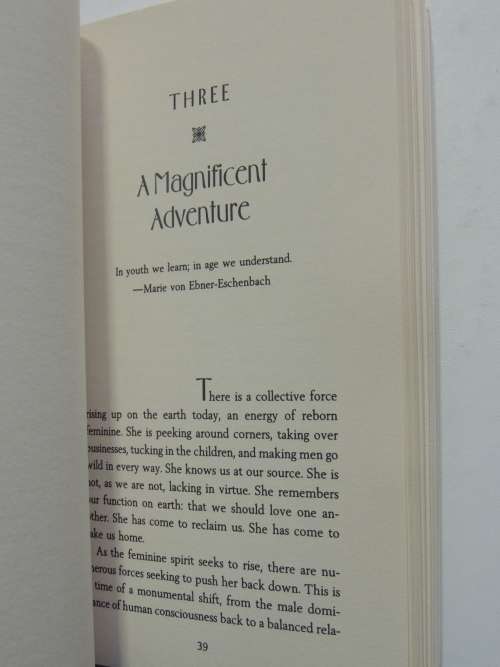 THREE
A Magnificent
Adventure
In youth we learn; in age we understand.
—Marie von Ebner-Eschenbach
There is a collective force
rising up on the earth today, an energy of reborn
feminine. She is peeking around corners, taking over
businesses, tucking in the children, and making men go
wild in every way. She knows us at our source. She is
not, as we are not, lacking in virtue. She remembers
our function on earth: that we should love one an-
other. She has come to reclaim us. She has come to
take us home.
As the feminine spirit seeks to rise, there are nu-
merous forces seeking to push her back down. This is
time of a monumental shift, from the male domi-
nance of human consciousness back to a balanced rela-
39